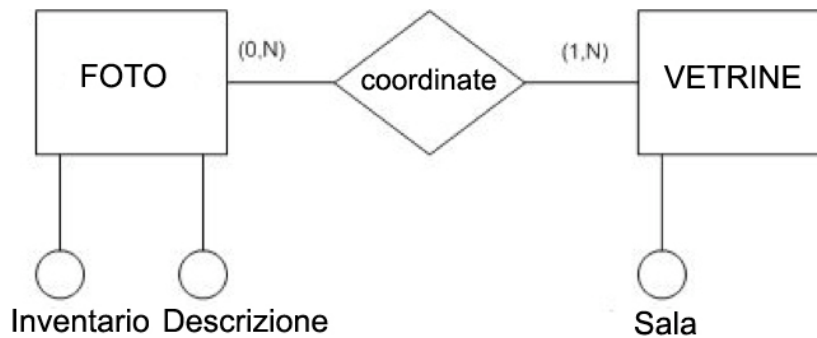 (0,N)
(1,N)
FOTO
coordinate
VETRINE
Inventario
Descrizione
Sala